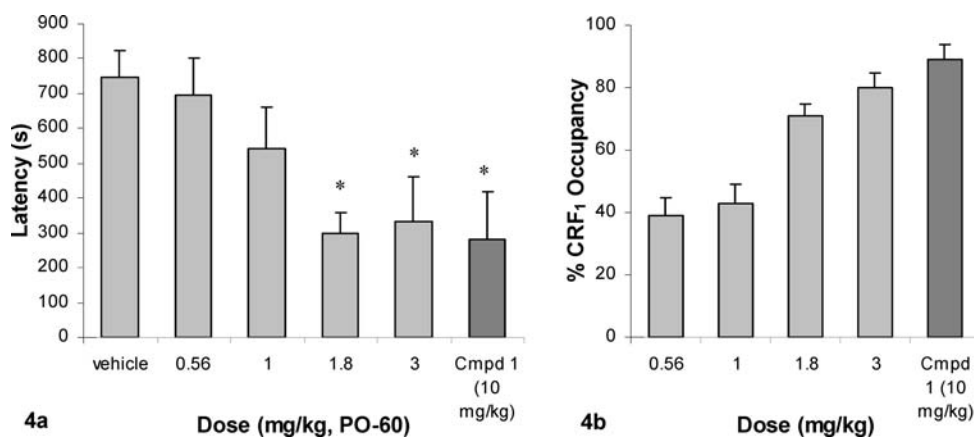 900
800
700
600
500
400
300
200
100
0
Latency (s)
*
*
*
vehicle 0.56 1 1.8 3 Cmpd 1
(10
mg/kg)
4a Dose (mg/kg, PO-60)
100
80
60
40
20
0
% CRF₁ Occupancy
0.56 1 1.8 3 Cmpd
1 (10
mg/kg)
4b Dose (mg/kg)